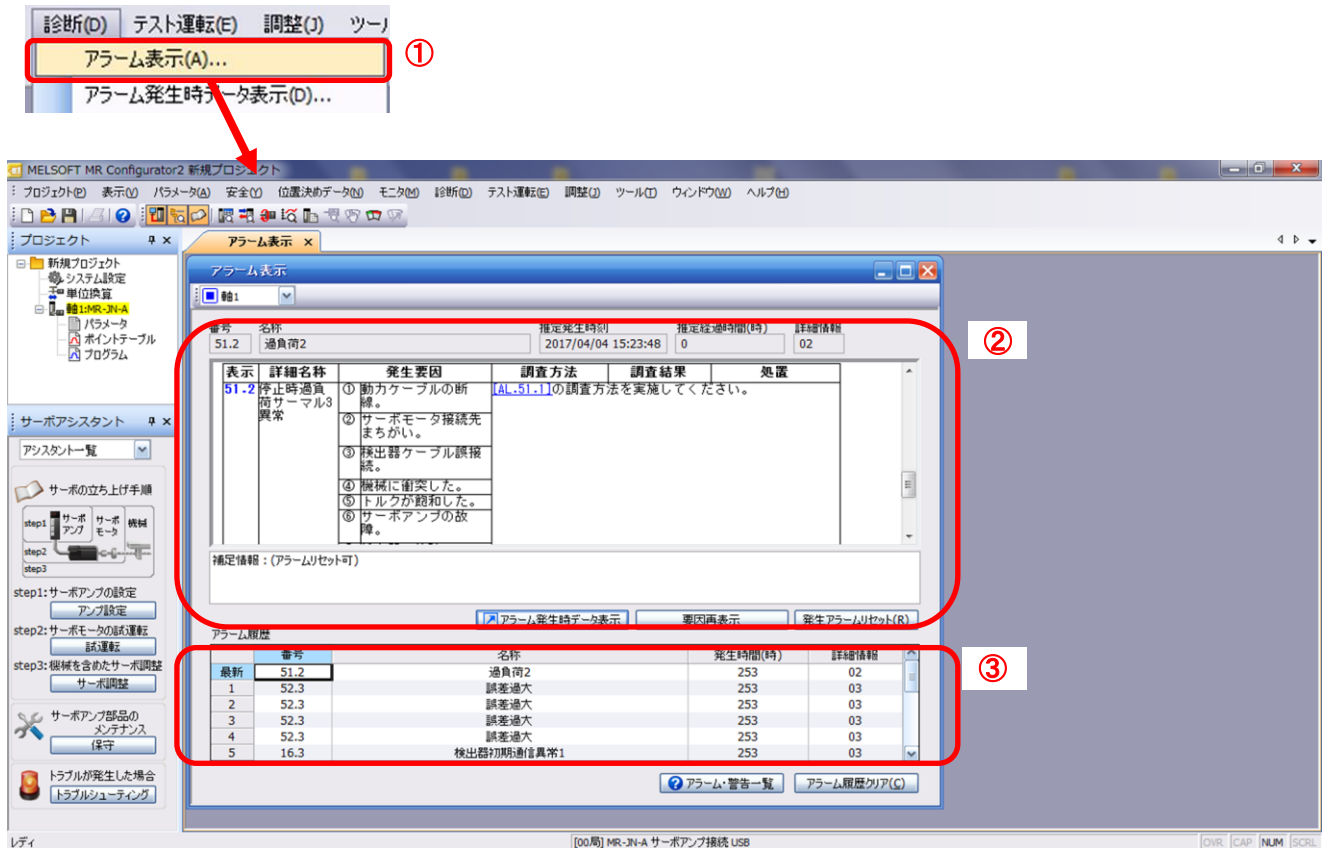 診断(D) テスト運転(E) 調整(J) ツール
アラーム表示(A)...
①
アラーム発生時データ表示(D)...
MELSOFT MR Configurator2 新規プロジェクト
プロジェクト(P) 表示(V) パラメータ(A) 安全(Y) 位置決めデータ(N) モニタ(M) 診断(D) テスト運転(E) 調整(J) ツール(T) ウィンドウ(W) ヘルプ(H)
プロジェクト
アラーム表示
新規プロジェクト
システム設定
単位換算
軸1:MR-JN-A
パラメータ
ポイントテーブル
プログラム
アラーム表示
軸1
番号 名称 推定発生時刻 推定経過時間(時) 詳細情報
51.2 過負荷2 2017/04/04 15:23:48 0 02
②
表示 詳細名称 発生要因 調査方法 調査結果 処置
51.2 停止時過負荷サーマル3異常
① 動力ケーブルの断線。
[AL.51.1]の調査方法を実施してください。
② サーボモータ接続先まちがい。
③ 検出器ケーブル誤接続。
④ 機械に衝突した。
⑤ トルクが飽和した。
⑥ サーボアンプの故障。
補足情報:(アラームリセット可)
アラーム発生時データ表示 要因再表示 発生アラームリセット(R)
アラーム履歴
番号 名称 発生時間(時) 詳細情報
最新 51.2 過負荷2 253 02
1 52.3 誤差過大 253 03
2 52.3 誤差過大 253 03
3 52.3 誤差過大 253 03
4 52.3 誤差過大 253 03
5 16.3 検出器初期通信異常1 253 03
③
アラーム・警告一覧 アラーム履歴クリア(C)
サーボアシスタント
アシスタント一覧
サーボの立ち上げ手順
step1 サーボアンプ サーボモータ 機械
step2
step3
step1:サーボアンプの設定
アンプ設定
step2:サーボモータの試運転
試運転
step3:機械を含めたサーボ調整
サーボ調整
サーボアンプ部品の
メンテナンス
保守
トラブルが発生した場合
トラブルシューティング
レディ [00局] MR-JN-A サーボアンプ接続 USB OVR CAP NUM SCRL